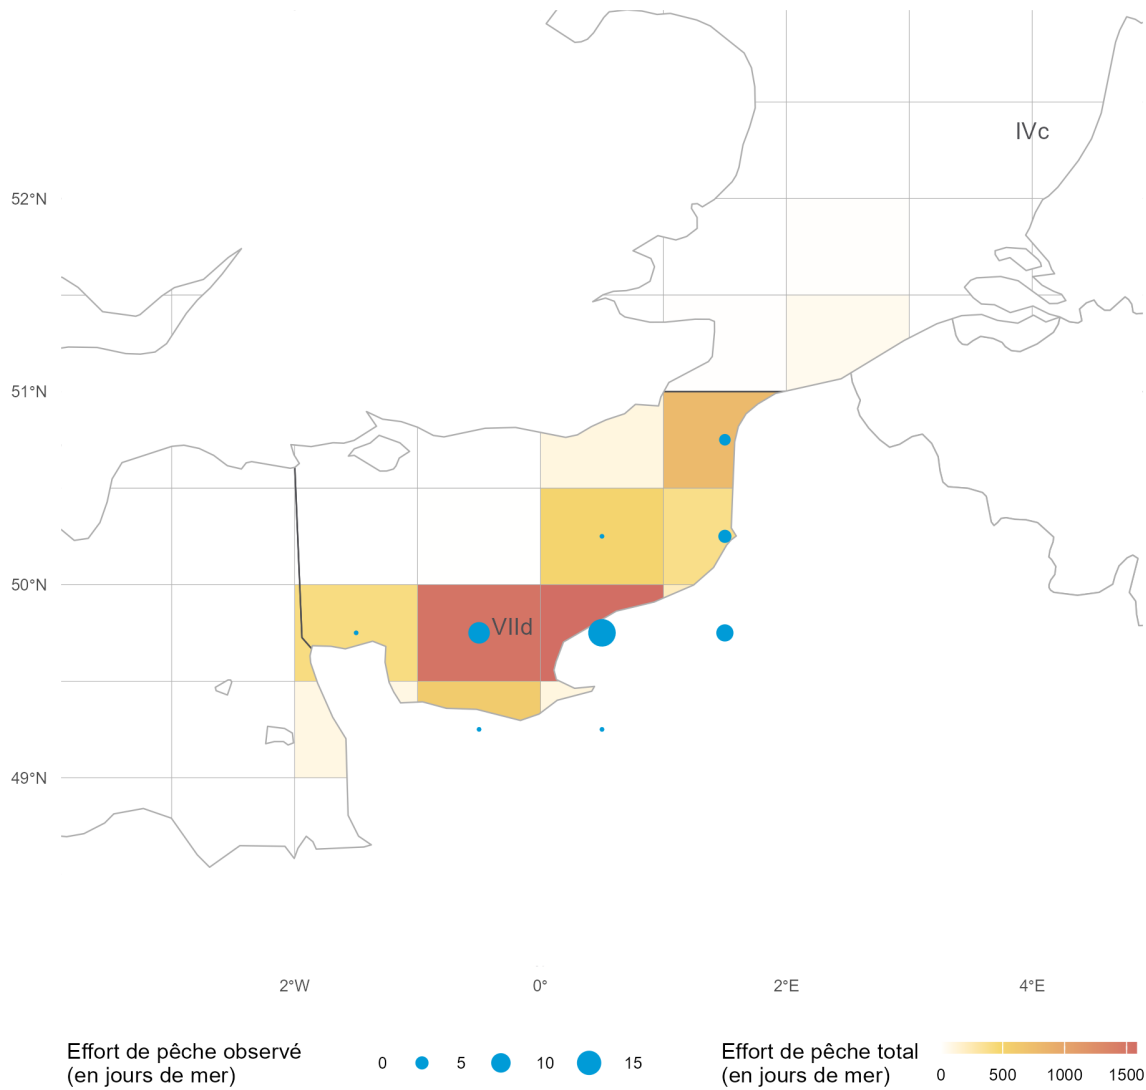 IVc
52°N
51°N
50°N
VIId
49°N
2°W 0° 2°E 4°E
Effort de pêche observé
(en jours de mer)
0 5 10 15
Effort de pêche total
(en jours de mer)
0 500 1000 1500